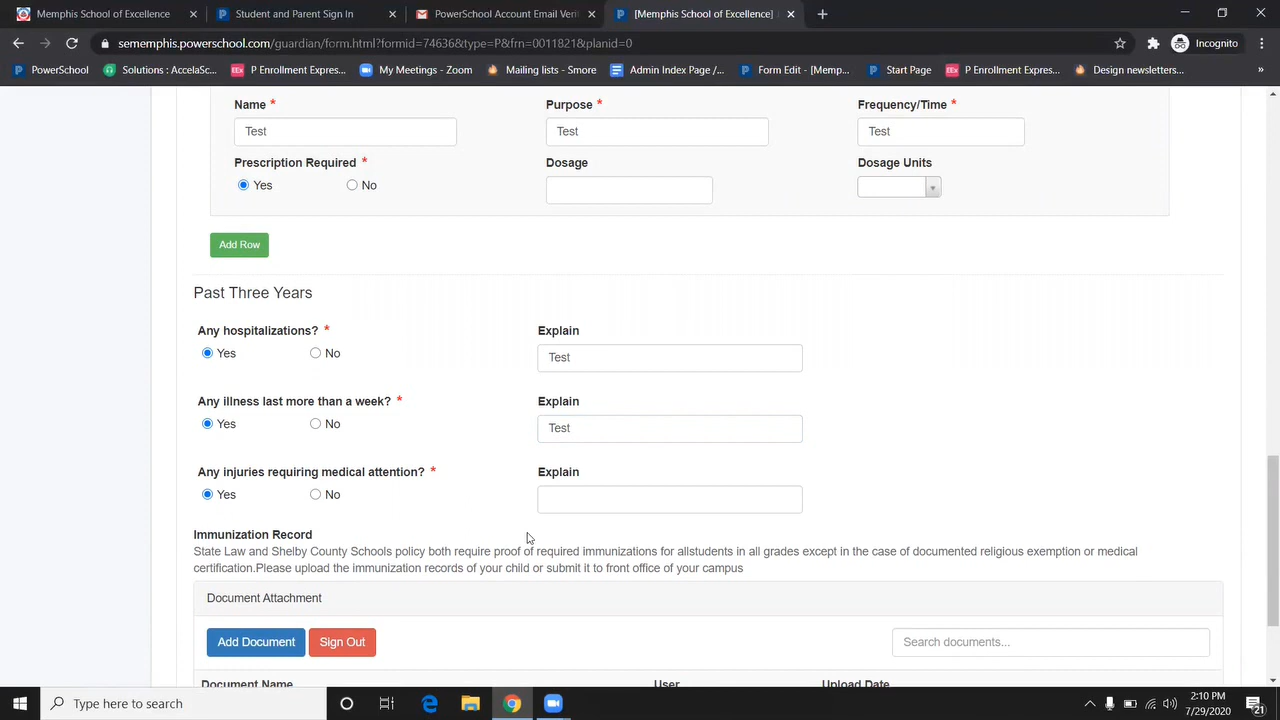 Memphis School of Excellence
Student and Parent Sign In
PowerSchool Account Email Veri
[Memphis School of Excellence]
sememphis.powerschool.com/guardian/form.html?formid=74636&type=P&frn=00118218&planid=0
Incognito
PowerSchool
Solutions : AccelaSc...
P Enrollment Expres...
My Meetings - Zoom
Mailing lists - Smore
Admin Index Page /...
Form Edit - [Memp...
Start Page
P Enrollment Expres...
Design newsletters...
»
Name *
Purpose *
Frequency/Time *
Test
Test
Test
Prescription Required *
Dosage
Dosage Units
Yes
No
Add Row
Past Three Years
Any hospitalizations? *
Explain
Yes
No
Test
Any illness last more than a week? *
Explain
Yes
No
Test
Any injuries requiring medical attention? *
Explain
Yes
No
Immunization Record
State Law and Shelby County Schools policy both require proof of required immunizations for allstudents in all grades except in the case of documented religious exemption or medical
certification.Please upload the immunization records of your child or submit it to front office of your campus
Document Attachment
Add Document
Sign Out
Search documents...
Document Name
User
Upload Date
Type here to search
2:10 PM
7/29/2020
21